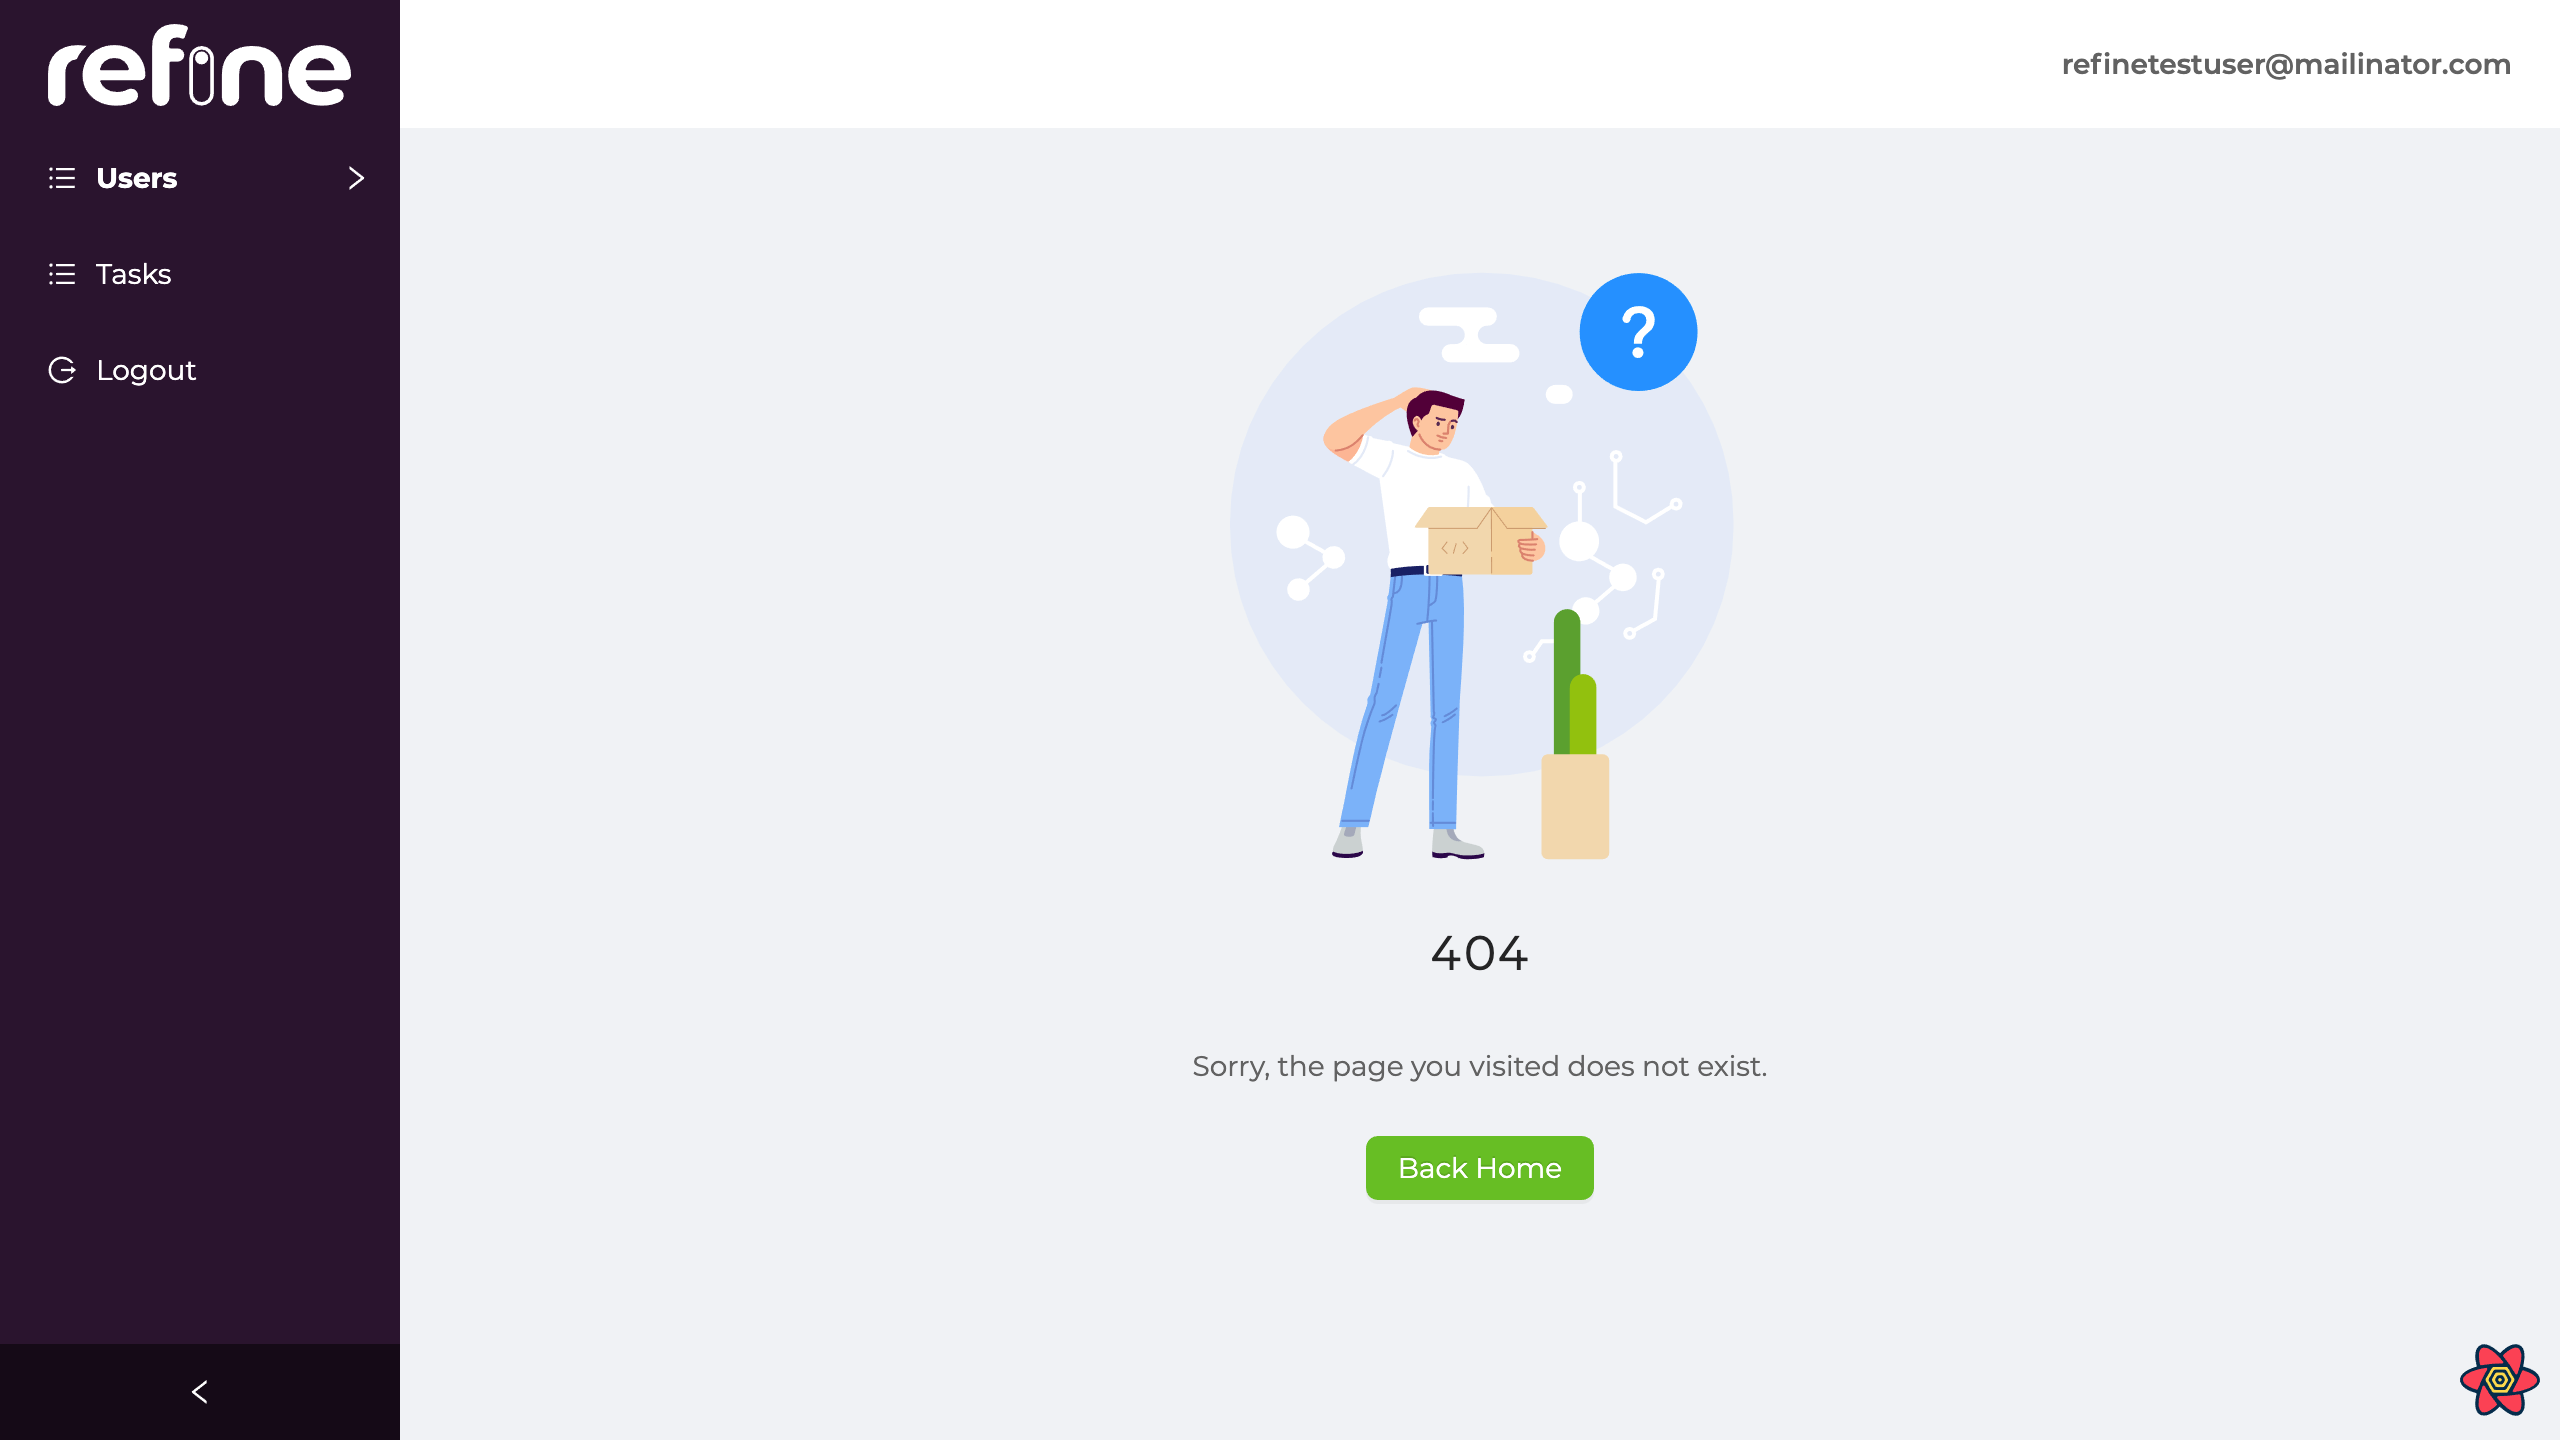 refine
refinetestuser@mailinator.com
Users
Tasks
Logout
?
</>
404
Sorry, the page you visited does not exist.
Back Home